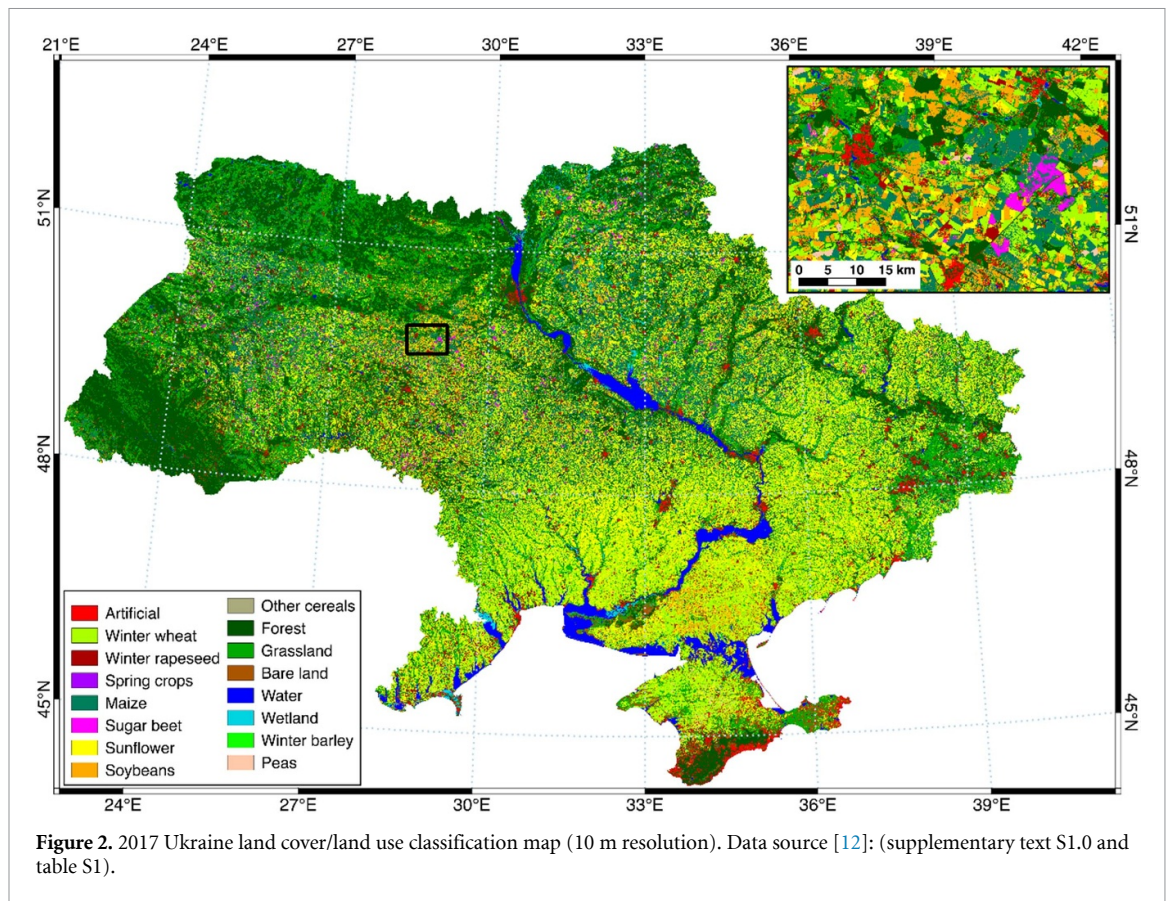 21°E 24°E 27°E 30°E 33°E 36°E 39°E 42°E
51°N
51°N
0 5 10 15 km
48°N
48°N
45°N
45°N
Artificial
Winter wheat
Winter rapeseed
Spring crops
Maize
Sugar beet
Sunflower
Soybeans
Other cereals
Forest
Grassland
Bare land
Water
Wetland
Winter barley
Peas
24°E 27°E 30°E 33°E 36°E 39°E
Figure 2. 2017 Ukraine land cover/land use classification map (10 m resolution). Data source [12]: (supplementary text S1.0 and
table S1).